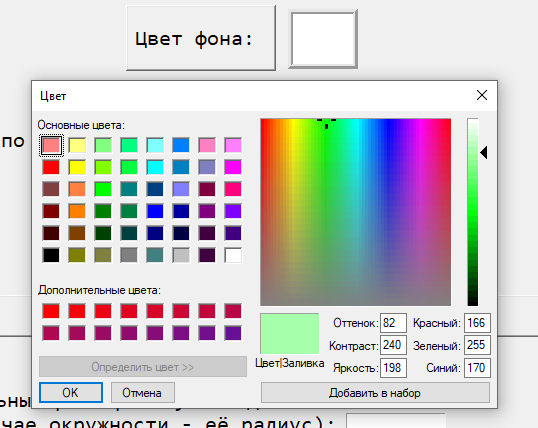 Цвет фона:
Цвет
по
Основные цвета:
Дополнительные цвета:
Определить цвет >>
OK
Отмена
Цвет|Заливка
Оттенок: 82
Контраст: 240
Яркость: 198
Красный: 166
Зеленый: 255
Синий: 170
Добавить в набор
чае окружности - её радиус):